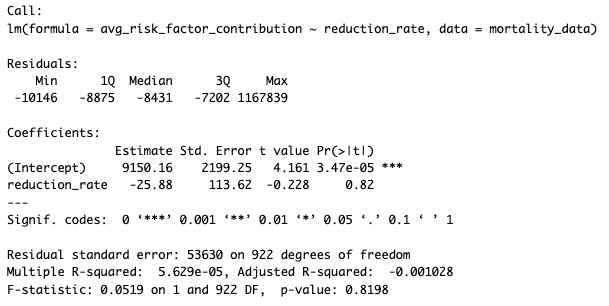 Call:
lm(formula = avg_risk_factor_contribution ~ reduction_rate, data = mortality_data)
Residuals:
Min 1Q Median 3Q Max
-10146 -8875 -8431 -7202 1167839
Coefficients:
Estimate Std. Error t value Pr(>|t|)
(Intercept) 9150.16 2199.25 4.161 3.47e-05 ***
reduction_rate -25.88 113.62 -0.228 0.82
---
Signif. codes: 0 ‘***’ 0.001 ‘**’ 0.01 ‘*’ 0.05 ‘.’ 0.1 ‘ ’ 1
Residual standard error: 53630 on 922 degrees of freedom
Multiple R-squared: 5.629e-05, Adjusted R-squared: -0.001028
F-statistic: 0.0519 on 1 and 922 DF, p-value: 0.8198